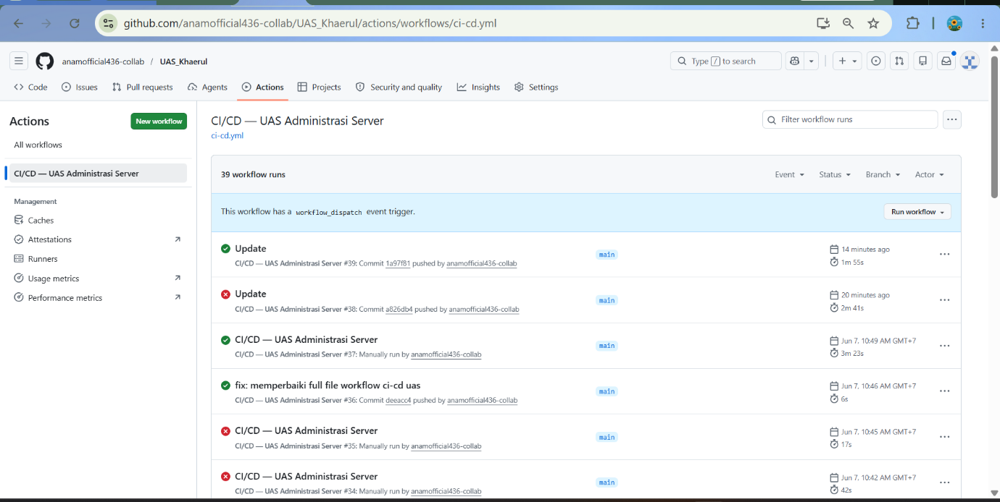 github.com/anamofficial436-collab/UAS_Khaerul/actions/workflows/ci-cd.yml
anamofficial436-collab / UAS_Khaerul
Type / to search
Code Issues Pull requests Agents Actions Projects Security and quality Insights Settings
Actions
New workflow
All workflows
CI/CD — UAS Administrasi Server
Management
Caches
Attestations
Runners
Usage metrics
Performance metrics
CI/CD — UAS Administrasi Server
ci-cd.yml
Filter workflow runs
39 workflow runs
Event Status Branch Actor
This workflow has a workflow_dispatch event trigger.
Run workflow
Update
CI/CD — UAS Administrasi Server #39: Commit 1a97f81 pushed by anamofficial436-collab
main
14 minutes ago
1m 55s
Update
CI/CD — UAS Administrasi Server #38: Commit a826db4 pushed by anamofficial436-collab
main
20 minutes ago
2m 41s
CI/CD — UAS Administrasi Server
CI/CD — UAS Administrasi Server #37: Manually run by anamofficial436-collab
main
Jun 7, 10:49 AM GMT+7
3m 23s
fix: memperbaiki full file workflow ci-cd uas
CI/CD — UAS Administrasi Server #36: Commit deeacc4 pushed by anamofficial436-collab
main
Jun 7, 10:46 AM GMT+7
6s
CI/CD — UAS Administrasi Server
CI/CD — UAS Administrasi Server #35: Manually run by anamofficial436-collab
main
Jun 7, 10:45 AM GMT+7
17s
CI/CD — UAS Administrasi Server
CI/CD — UAS Administrasi Server #34: Manually run by anamofficial436-collab
main
Jun 7, 10:42 AM GMT+7
42s